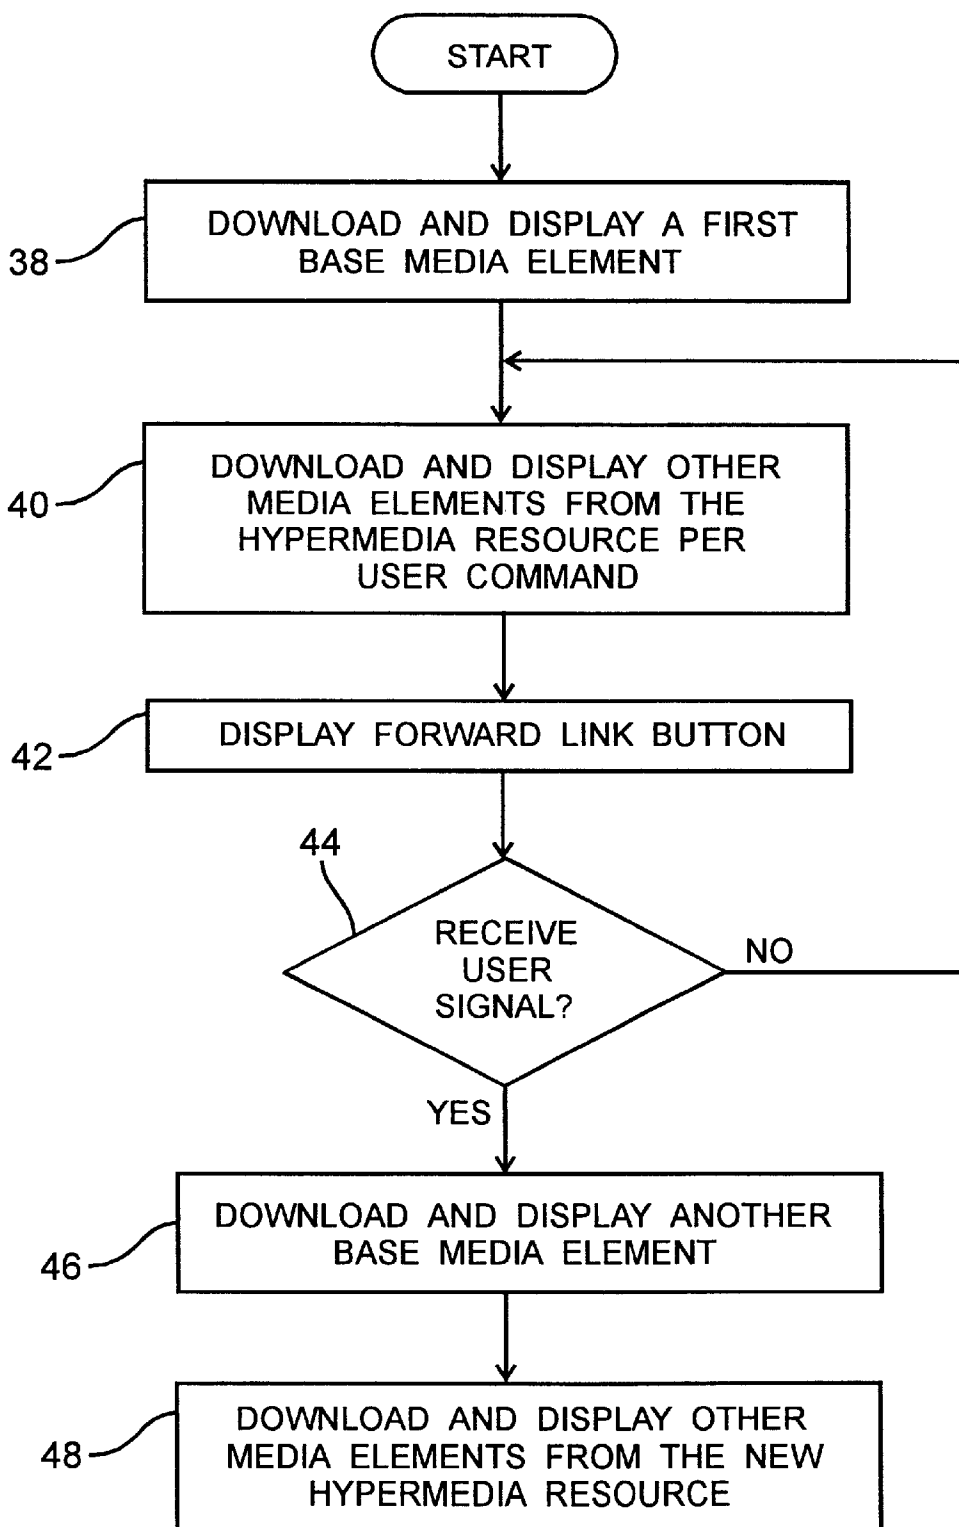 START
DOWNLOAD AND DISPLAY A FIRST
BASE MEDIA ELEMENT
38
DOWNLOAD AND DISPLAY OTHER
MEDIA ELEMENTS FROM THE
HYPERMEDIA RESOURCE PER
USER COMMAND
40
DISPLAY FORWARD LINK BUTTON
42
44
RECEIVE
USER
SIGNAL?
NO
YES
DOWNLOAD AND DISPLAY ANOTHER
BASE MEDIA ELEMENT
46
DOWNLOAD AND DISPLAY OTHER
MEDIA ELEMENTS FROM THE NEW
HYPERMEDIA RESOURCE
48